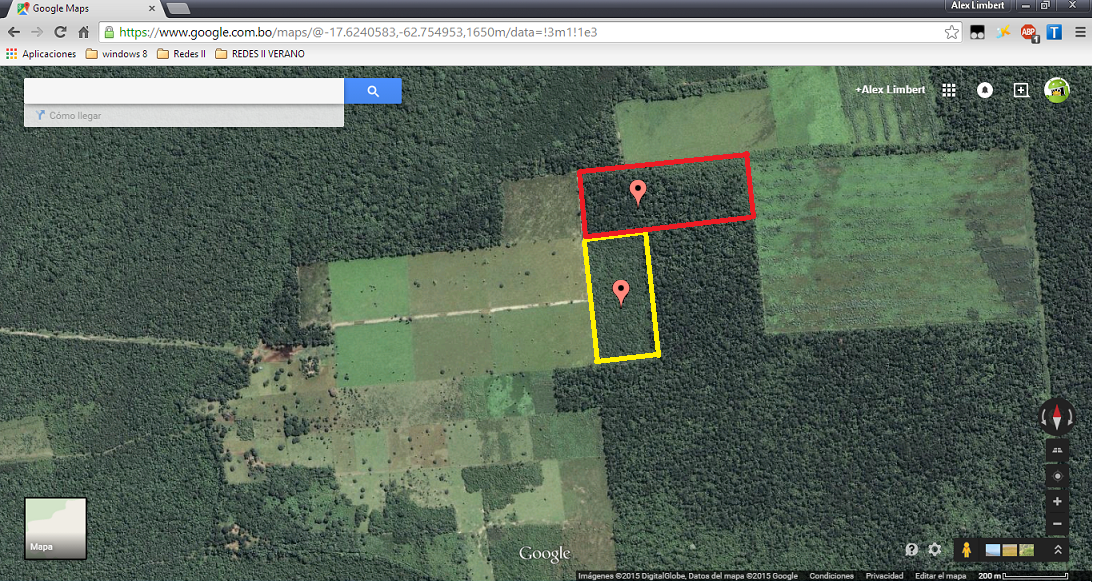 Google Maps
Alex Limbert
https://www.google.com.bo/maps/@-17.6240583,-62.754953,1650m/data=!3m1!1e3
ABP
1
T
Aplicaciones
windows 8
Redes II
REDES II VERANO
+Alex Limbert
Cómo llegar
Mapa
Google
Imágenes ©2015 DigitalGlobe, Datos del mapa ©2015 Google Condiciones Privacidad Editar el mapa 200 m